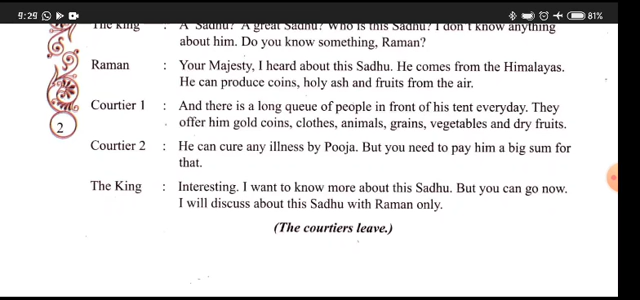 9:29 81%
The King : A Sadhu? A great Sadhu? Who is this Sadhu? I don't know anything
about him. Do you know something, Raman?
Raman : Your Majesty, I heard about this Sadhu. He comes from the Himalayas.
He can produce coins, holy ash and fruits from the air.
Courtier 1 : And there is a long queue of people in front of his tent everyday. They
offer him gold coins, clothes, animals, grains, vegetables and dry fruits.
2
Courtier 2 : He can cure any illness by Pooja. But you need to pay him a big sum for
that.
The King : Interesting. I want to know more about this Sadhu. But you can go now.
I will discuss about this Sadhu with Raman only.
(The courtiers leave.)